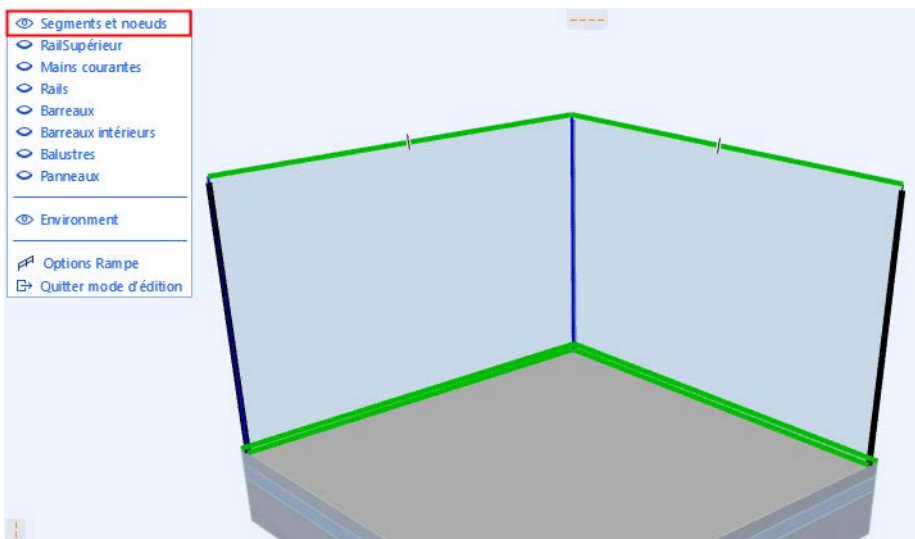 Segments et noeuds
RailSupérieur
Mains courantes
Rails
Barreaux
Barreaux intérieurs
Balustres
Panneaux
Environment
Options Rampe
Quitter mode d'édition